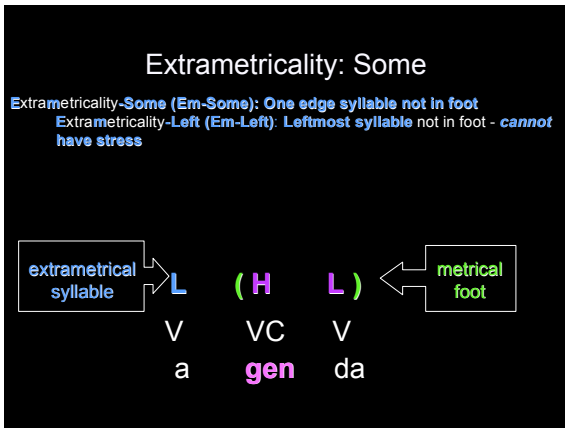 Extrametricality: Some
Extrametricality-Some (Em-Some): One edge syllable not in foot
Extrametricality-Left (Em-Left): Leftmost syllable not in foot - cannot
have stress
extrametrical
syllable
L ( H L )
metrical
foot
V VC V
a gen da